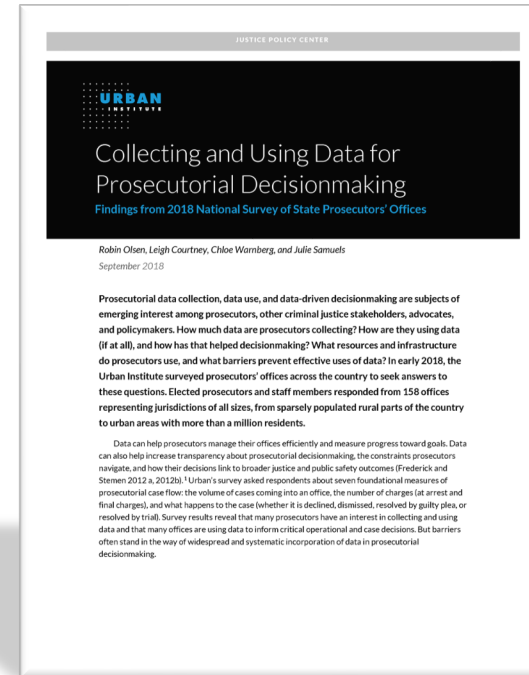 JUSTICE POLICY CENTER
URBAN
INSTITUTE
Collecting and Using Data for
Prosecutorial Decisionmaking
Findings from 2018 National Survey of State Prosecutors' Offices
Robin Olsen, Leigh Courtney, Chloe Warnberg, and Julie Samuels
September 2018
Prosecutorial data collection, data use, and data-driven decisionmaking are subjects of
emerging interest among prosecutors, other criminal justice stakeholders, advocates,
and policymakers. How much data are prosecutors collecting? How are they using data
(if at all), and how has that helped decisionmaking? What resources and infrastructure
do prosecutors use, and what barriers prevent effective uses of data? In early 2018, the
Urban Institute surveyed prosecutors' offices across the country to seek answers to
these questions. Elected prosecutors and staff members responded from 158 offices
representing jurisdictions of all sizes, from sparsely populated rural parts of the country
to urban areas with more than a million residents.
Data can help prosecutors manage their offices efficiently and measure progress toward goals. Data
can also help increase transparency about prosecutorial decisionmaking, the constraints prosecutors
navigate, and how their decisions link to broader justice and public safety outcomes (Frederick and
Stemen 2012 a, 2012b).1 Urban's survey asked respondents about seven foundational measures of
prosecutorial case flow: the volume of cases coming into an office, the number of charges (at arrest and
final charges), and what happens to the case (whether it is declined, dismissed, resolved by guilty plea, or
resolved by trial). Survey results reveal that many prosecutors have an interest in collecting and using
data and that many offices are using data to inform critical operational and case decisions. But barriers
often stand in the way of widespread and systematic incorporation of data in prosecutorial
decisionmaking.